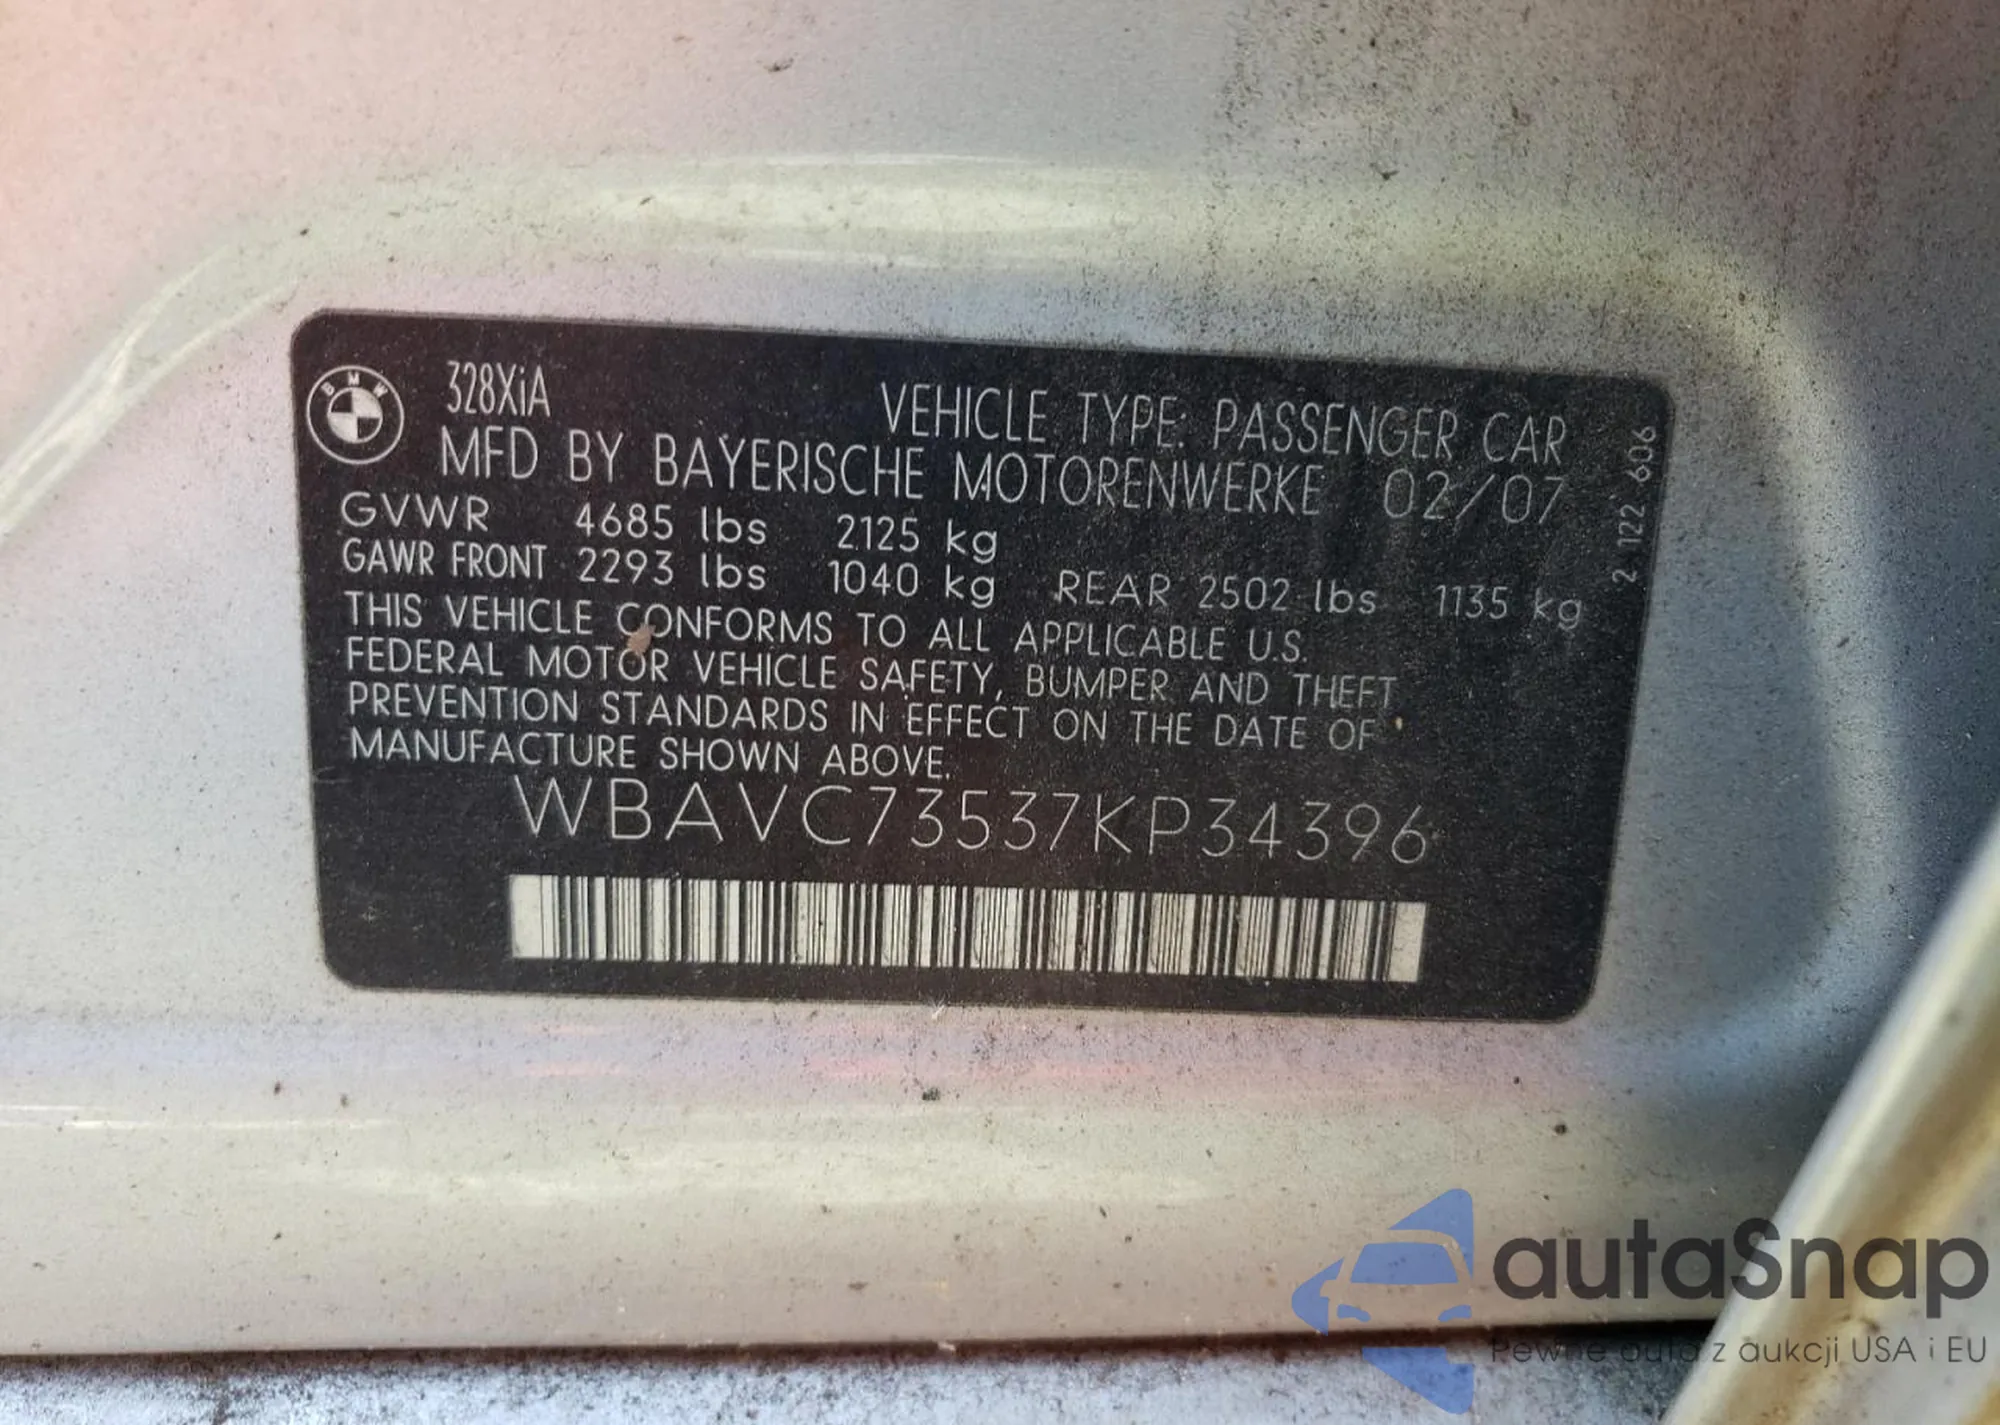 BMW
328XiA
VEHICLE TYPE: PASSENGER CAR
MFD BY BAYERISCHE MOTORENWERKE 02/07
GVWR 4685 lbs 2125 kg
GAWR FRONT 2293 lbs 1040 kg REAR 2502 lbs 1135 kg
THIS VEHICLE CONFORMS TO ALL APPLICABLE U.S.
FEDERAL MOTOR VEHICLE SAFETY, BUMPER AND THEFT
PREVENTION STANDARDS IN EFFECT ON THE DATE OF
MANUFACTURE SHOWN ABOVE.
WBAVC73537KP34396
2 122 606
autaSnap
Pewne auta z aukcji USA i EU